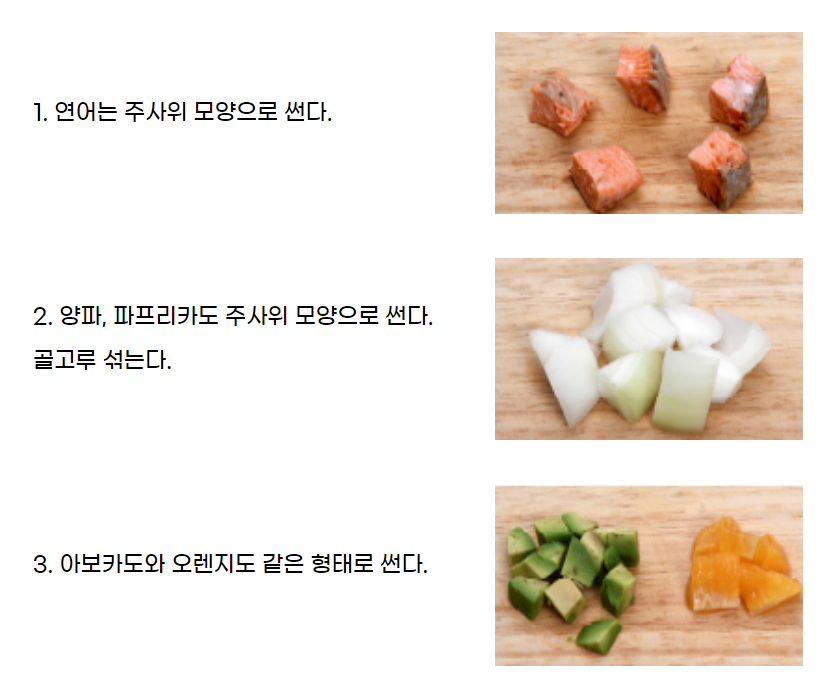 1. 연어는 주사위 모양으로 썬다.
2. 양파, 파프리카도 주사위 모양으로 썬다.
골고루 섞는다.
3. 아보카도와 오렌지도 같은 형태로 썬다.